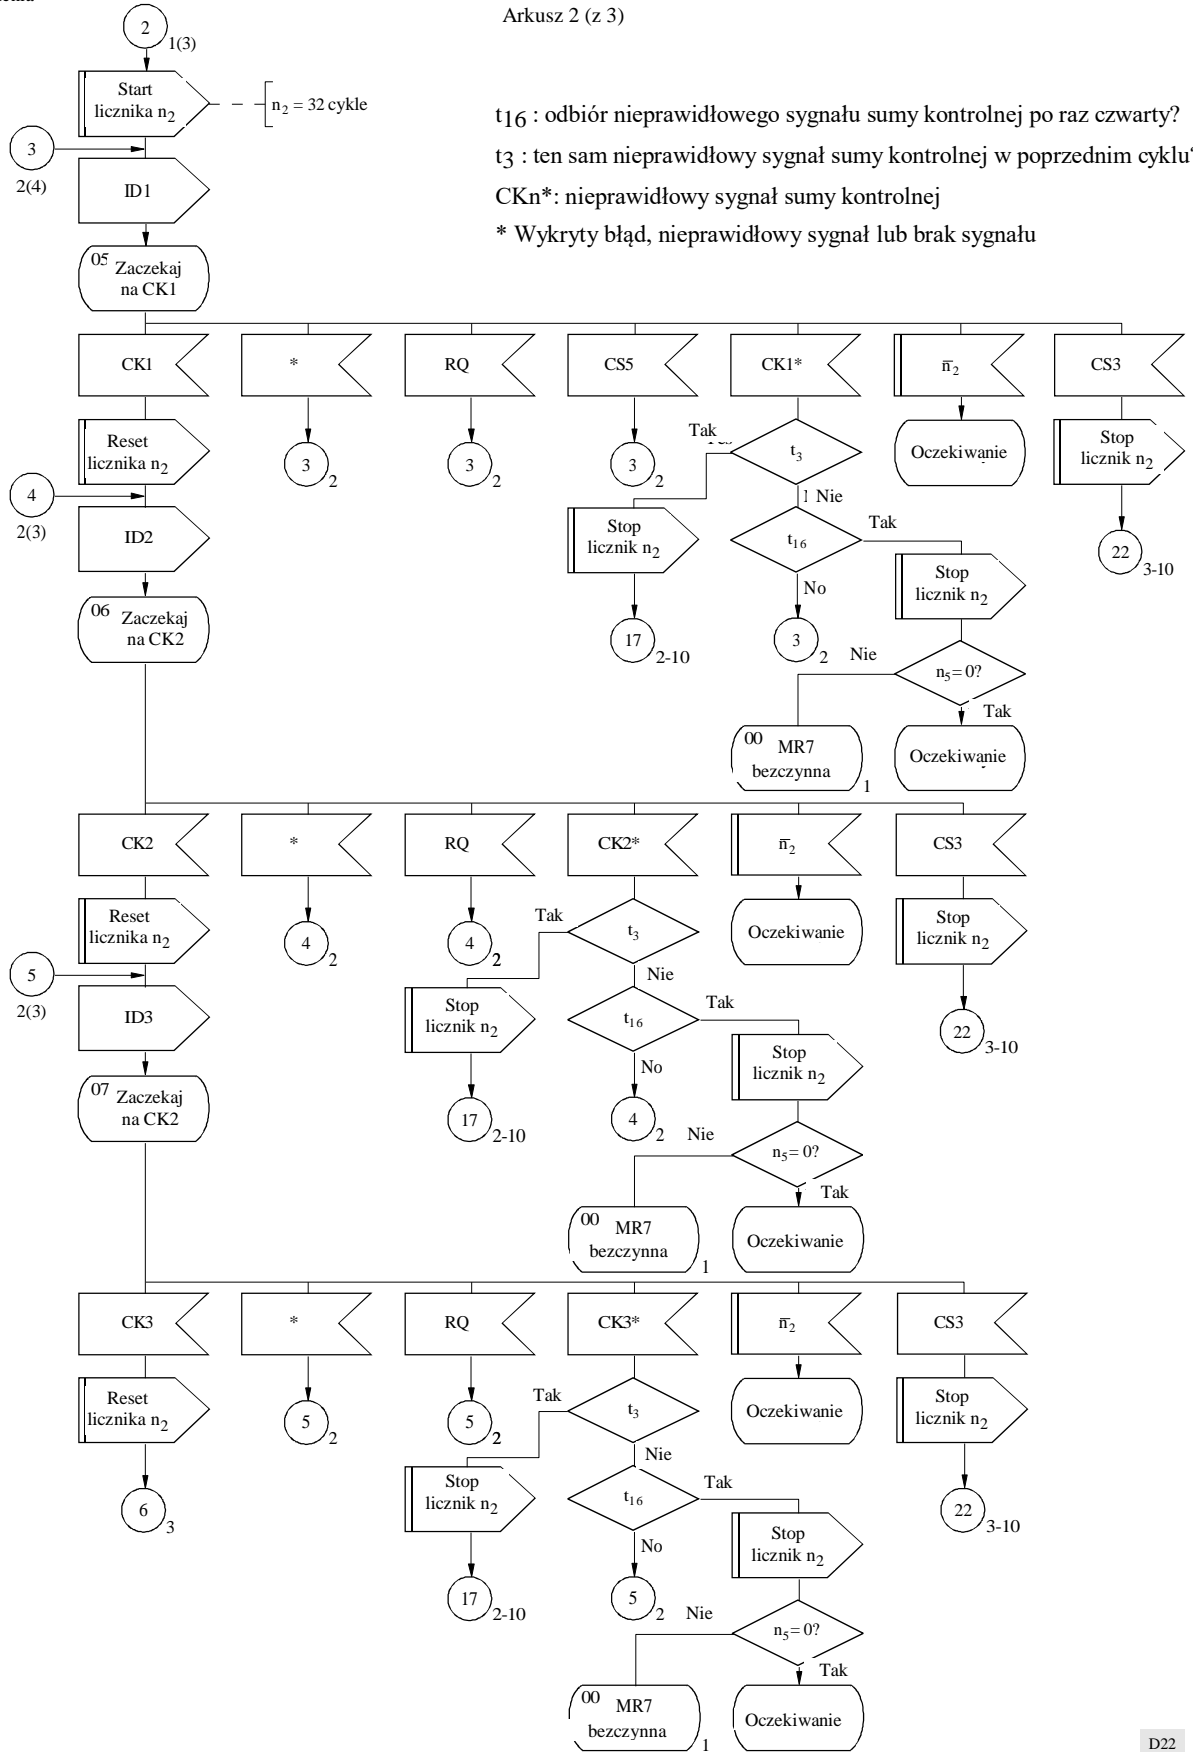 Arkusz 2 (z 3)
2
1(3)
Start
licznika n2
n2 = 32 cykle
t16 : odbiór nieprawidłowego sygnału sumy kontrolnej po raz czwarty?
t3 : ten sam nieprawidłowy sygnał sumy kontrolnej w poprzednim cyklu
CKn*: nieprawidłowy sygnał sumy kontrolnej
* Wykryty błąd, nieprawidłowy sygnał lub brak sygnału
3
2(4)
ID1
05 Zaczekaj
na CK1
CK1
*
RQ
CS5
CK1*
n̅2
CS3
Reset
licznika n2
3
2
3
2
3
2
Tak
t3
Oczekiwanie
Stop
licznik n2
4
2(3)
ID2
Stop
licznik n2
Nie
t16
Tak
Stop
licznik n2
22
3-10
06 Zaczekaj
na CK2
17
2-10
No
3
2
Nie
n5= 0?
Tak
00 MR7
bezczynna
1
Oczekiwanie
CK2
*
RQ
CK2*
n̅2
CS3
Reset
licznika n2
4
2
4
2
Tak
t3
Oczekiwanie
Stop
licznik n2
5
2(3)
ID3
Stop
licznik n2
Nie
t16
Tak
Stop
licznik n2
22
3-10
07 Zaczekaj
na CK2
17
2-10
No
4
2
Nie
n5= 0?
Tak
00 MR7
bezczynna
1
Oczekiwanie
CK3
*
RQ
CK3*
n̅2
CS3
Reset
licznika n2
5
2
5
2
Tak
t3
Oczekiwanie
Stop
licznik n2
6
3
Stop
licznik n2
Nie
t16
Tak
Stop
licznik n2
22
3-10
17
2-10
No
5
2
Nie
n5= 0?
Tak
00 MR7
bezczynna
1
Oczekiwanie
D22